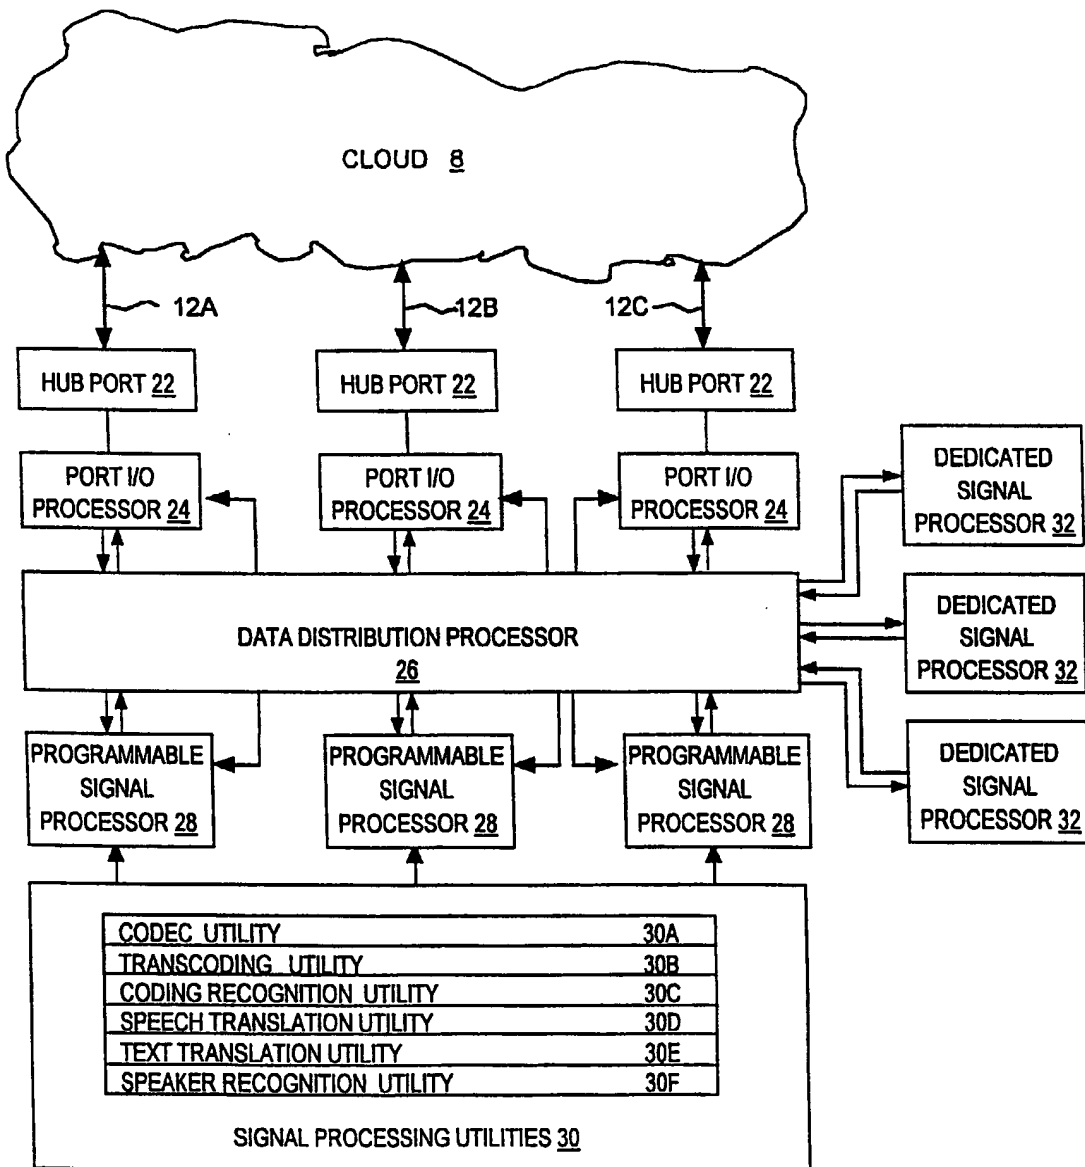 CLOUD 8
12A
12B
12C
HUB PORT 22
HUB PORT 22
HUB PORT 22
PORT I/O
PROCESSOR 24
PORT I/O
PROCESSOR 24
PORT I/O
PROCESSOR 24
DEDICATED
SIGNAL
PROCESSOR 32
DATA DISTRIBUTION PROCESSOR
26
DEDICATED
SIGNAL
PROCESSOR 32
PROGRAMMABLE
SIGNAL
PROCESSOR 28
PROGRAMMABLE
SIGNAL
PROCESSOR 28
PROGRAMMABLE
SIGNAL
PROCESSOR 28
DEDICATED
SIGNAL
PROCESSOR 32
CODEC UTILITY 30A
TRANSCODING UTILITY 30B
CODING RECOGNITION UTILITY 30C
SPEECH TRANSLATION UTILITY 30D
TEXT TRANSLATION UTILITY 30E
SPEAKER RECOGNITION UTILITY 30F
SIGNAL PROCESSING UTILITIES 30